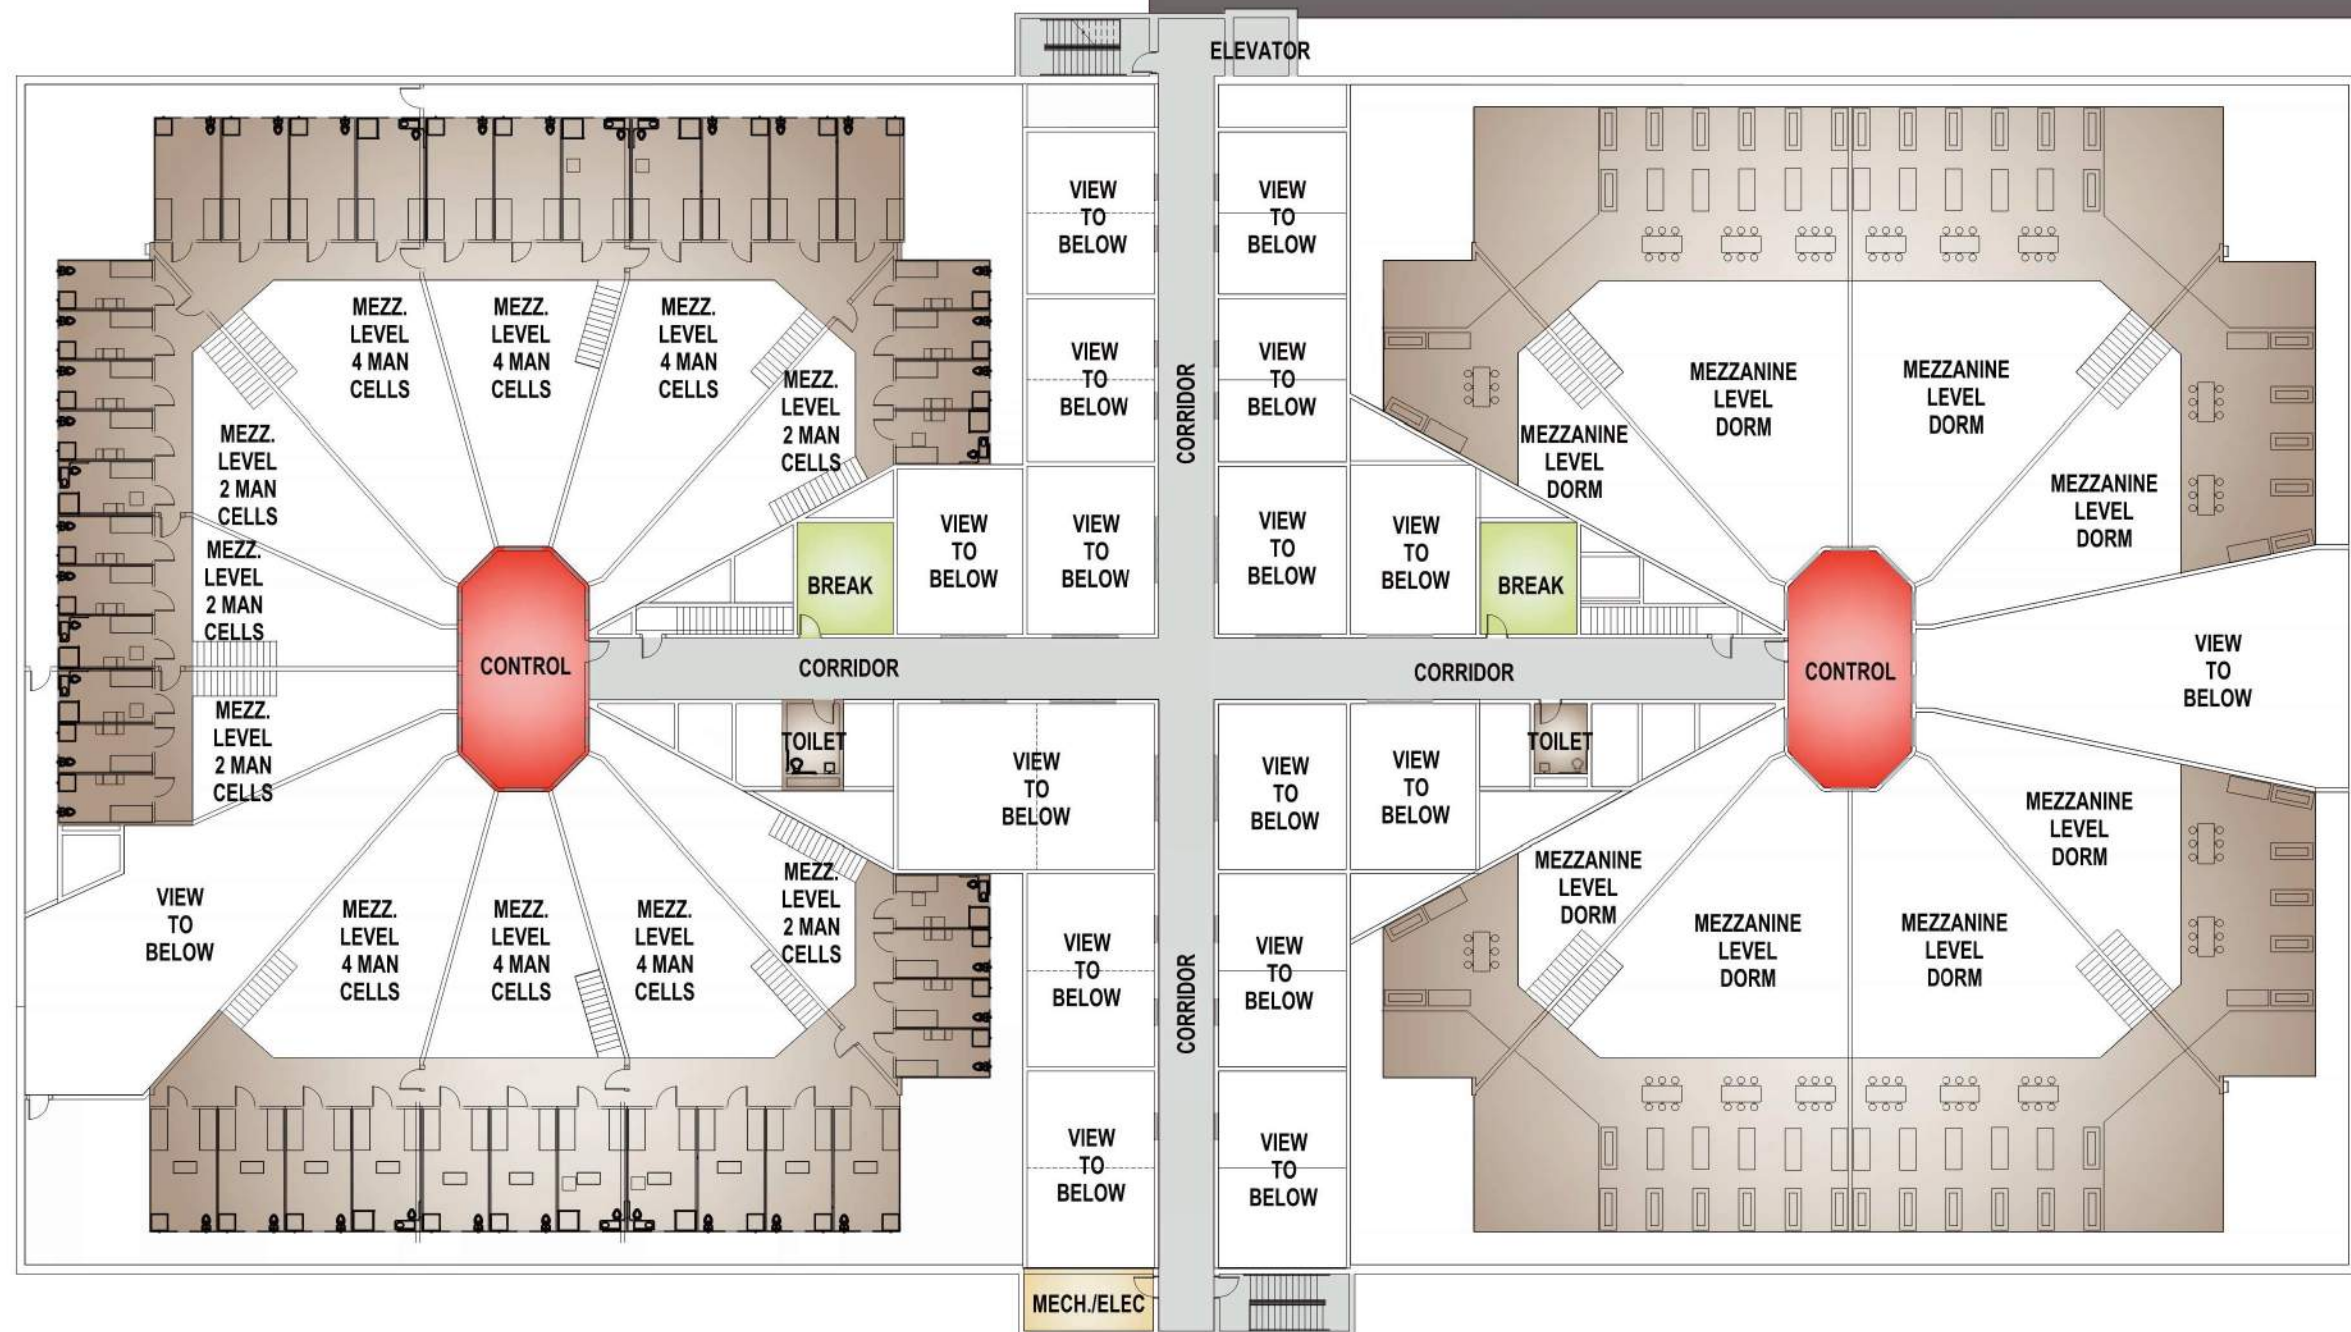 ELEVATOR
VIEW
TO
BELOW
VIEW
TO
BELOW
MEZZ.
LEVEL
4 MAN
CELLS
MEZZ.
LEVEL
4 MAN
CELLS
MEZZ.
LEVEL
4 MAN
CELLS
VIEW
TO
BELOW
VIEW
TO
BELOW
CORRIDOR
MEZZ.
LEVEL
2 MAN
CELLS
MEZZANINE
LEVEL
DORM
MEZZANINE
LEVEL
DORM
MEZZ.
LEVEL
2 MAN
CELLS
MEZZANINE
LEVEL
DORM
MEZZANINE
LEVEL
DORM
MEZZ.
LEVEL
2 MAN
CELLS
BREAK
VIEW
TO
BELOW
VIEW
TO
BELOW
VIEW
TO
BELOW
VIEW
TO
BELOW
BREAK
CONTROL
CORRIDOR
CORRIDOR
CONTROL
VIEW
TO
BELOW
MEZZ.
LEVEL
2 MAN
CELLS
TOILET
VIEW
TO
BELOW
VIEW
TO
BELOW
VIEW
TO
BELOW
TOILET
MEZZANINE
LEVEL
DORM
VIEW
TO
BELOW
MEZZ.
LEVEL
4 MAN
CELLS
MEZZ.
LEVEL
4 MAN
CELLS
MEZZ.
LEVEL
4 MAN
CELLS
MEZZ.
LEVEL
2 MAN
CELLS
VIEW
TO
BELOW
CORRIDOR
VIEW
TO
BELOW
MEZZANINE
LEVEL
DORM
MEZZANINE
LEVEL
DORM
MEZZANINE
LEVEL
DORM
VIEW
TO
BELOW
VIEW
TO
BELOW
MECH./ELEC